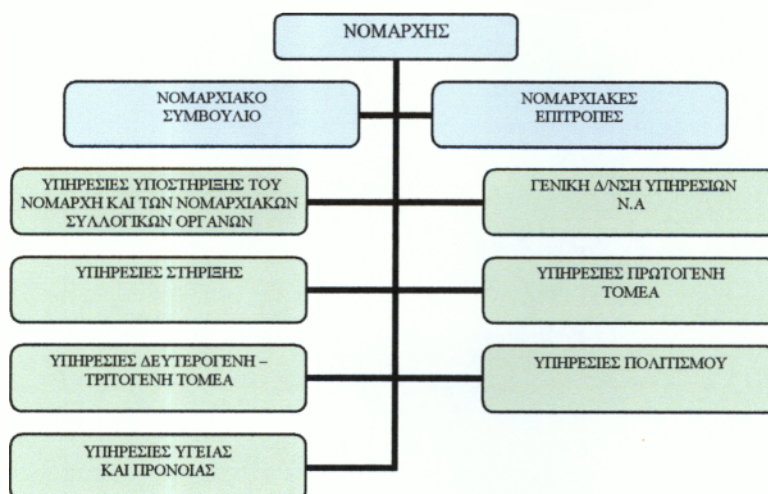 ΝΟΜΑΡΧΗΣ
ΝΟΜΑΡΧΙΑΚΟ
ΣΥΜΒΟΥΛΙΟ
ΝΟΜΑΡΧΙΑΚΕΣ
ΕΠΙΤΡΟΠΕΣ
ΥΠΗΡΕΣΙΕΣ ΥΠΟΣΤΗΡΙΞΗΣ ΤΟΥ
ΝΟΜΑΡΧΗ ΚΑΙ ΤΩΝ ΝΟΜΑΡΧΙΑΚΩΝ
ΣΥΛΛΟΓΙΚΩΝ ΟΡΓΑΝΩΝ
ΓΕΝΙΚΗ Δ/ΝΣΗ ΥΠΗΡΕΣΙΩΝ
Ν.Α
ΥΠΗΡΕΣΙΕΣ ΣΤΗΡΙΞΗΣ
ΥΠΗΡΕΣΙΕΣ ΠΡΩΤΟΓΕΝΗ
ΤΟΜΕΑ
ΥΠΗΡΕΣΙΕΣ ΔΕΥΤΕΡΟΓΕΝΗ –
ΤΡΙΤΟΓΕΝΗ ΤΟΜΕΑ
ΥΠΗΡΕΣΙΕΣ ΠΟΛΙΤΙΣΜΟΥ
ΥΠΗΡΕΣΙΕΣ ΥΓΕΙΑΣ
ΚΑΙ ΠΡΟΝΟΙΑΣ